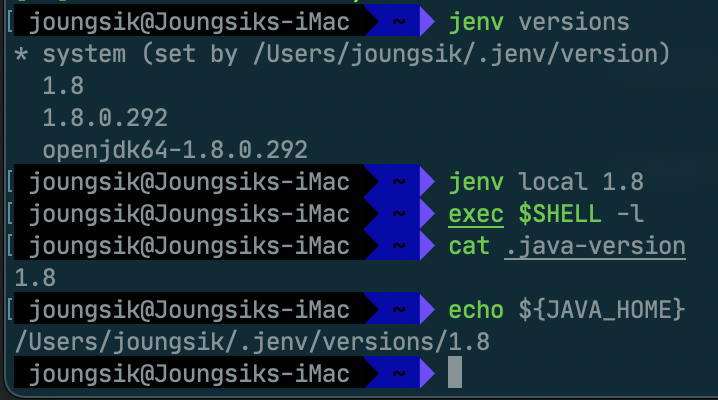 joungsik@Joungsiks-iMac ~ jenv versions
* system (set by /Users/joungsik/.jenv/version)
1.8
1.8.0.292
openjdk64-1.8.0.292
joungsik@Joungsiks-iMac ~ jenv local 1.8
joungsik@Joungsiks-iMac ~ exec $SHELL -l
joungsik@Joungsiks-iMac ~ cat .java-version
1.8
joungsik@Joungsiks-iMac ~ echo ${JAVA_HOME}
/Users/joungsik/.jenv/versions/1.8
joungsik@Joungsiks-iMac ~